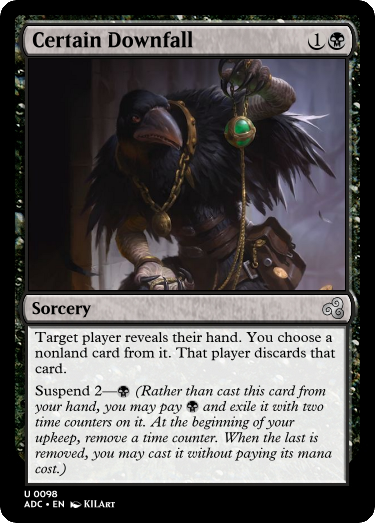 Certain Downfall 1
Sorcery
Target player reveals their hand. You choose a
nonland card from it. That player discards that
card.
Suspend 2— (Rather than cast this card from
your hand, you may pay and exile it with two
time counters on it. At the beginning of your
upkeep, remove a time counter. When the last is
removed, you may cast it without paying its mana
cost.)
U 0098
ADC • EN KILART